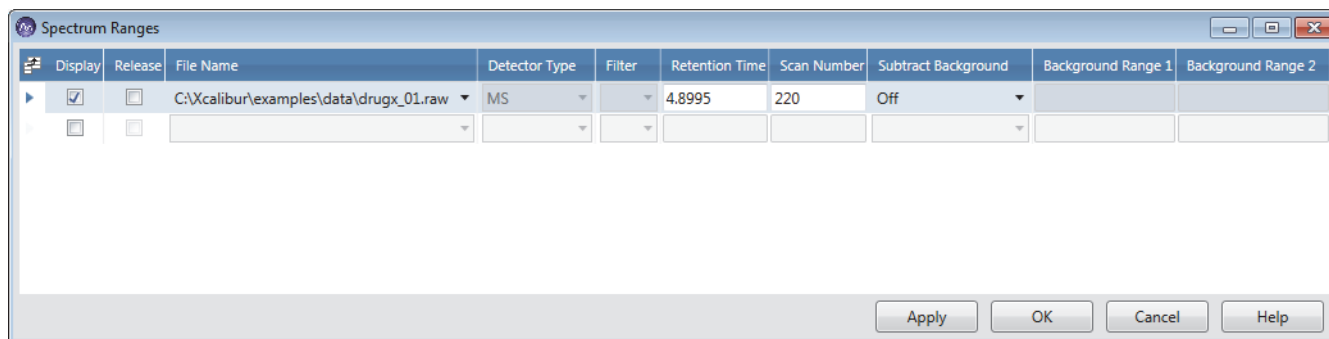 Spectrum Ranges
Display Release File Name Detector Type Filter Retention Time Scan Number Subtract Background Background Range 1 Background Range 2
C:\Xcalibur\examples\data\drugx_01.raw MS 4.8995 220 Off
Apply OK Cancel Help